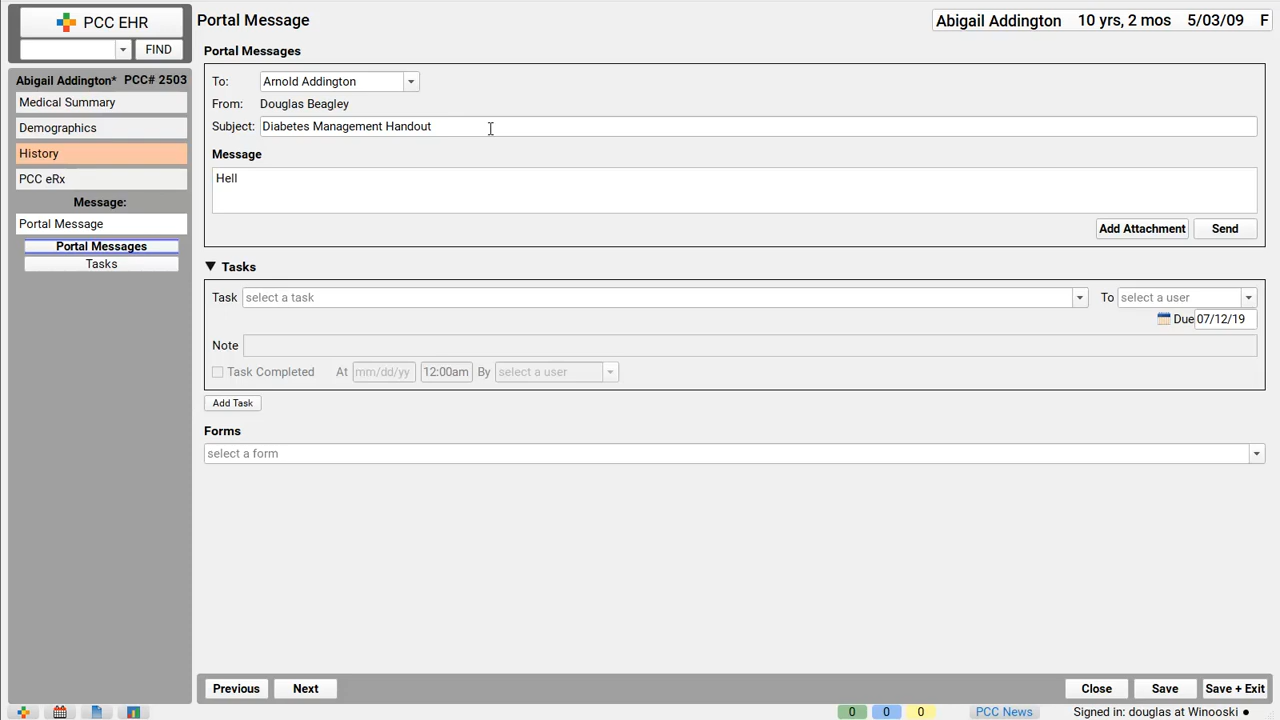 PCC EHR
FIND
Abigail Addington* PCC# 2503
Medical Summary
Demographics
History
PCC eRx
Message:
Portal Message
Portal Messages
Tasks
Portal Message
Abigail Addington 10 yrs, 2 mos 5/03/09 F
Portal Messages
To: Arnold Addington
From: Douglas Beagley
Subject: Diabetes Management Handout
Message
Hell
Add Attachment Send
Tasks
Task select a task To select a user
Due 07/12/19
Note
Task Completed At mm/dd/yy 12:00am By select a user
Add Task
Forms
select a form
Previous Next Close Save Save + Exit
0 0 0 PCC News Signed in: douglas at Winooski